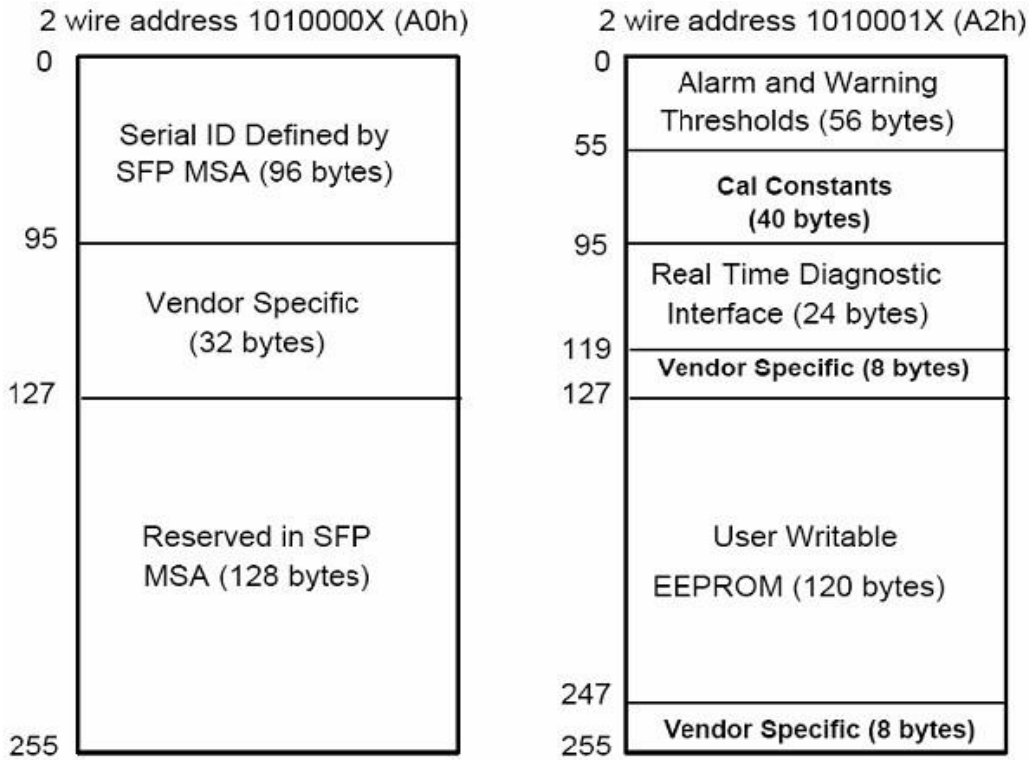 2 wire address 1010000X (A0h)
0
Serial ID Defined by
SFP MSA (96 bytes)
95
Vendor Specific
(32 bytes)
127
Reserved in SFP
MSA (128 bytes)
255
2 wire address 1010001X (A2h)
0
Alarm and Warning
Thresholds (56 bytes)
55
Cal Constants
(40 bytes)
95
Real Time Diagnostic
Interface (24 bytes)
119
Vendor Specific (8 bytes)
127
User Writable
EEPROM (120 bytes)
247
Vendor Specific (8 bytes)
255